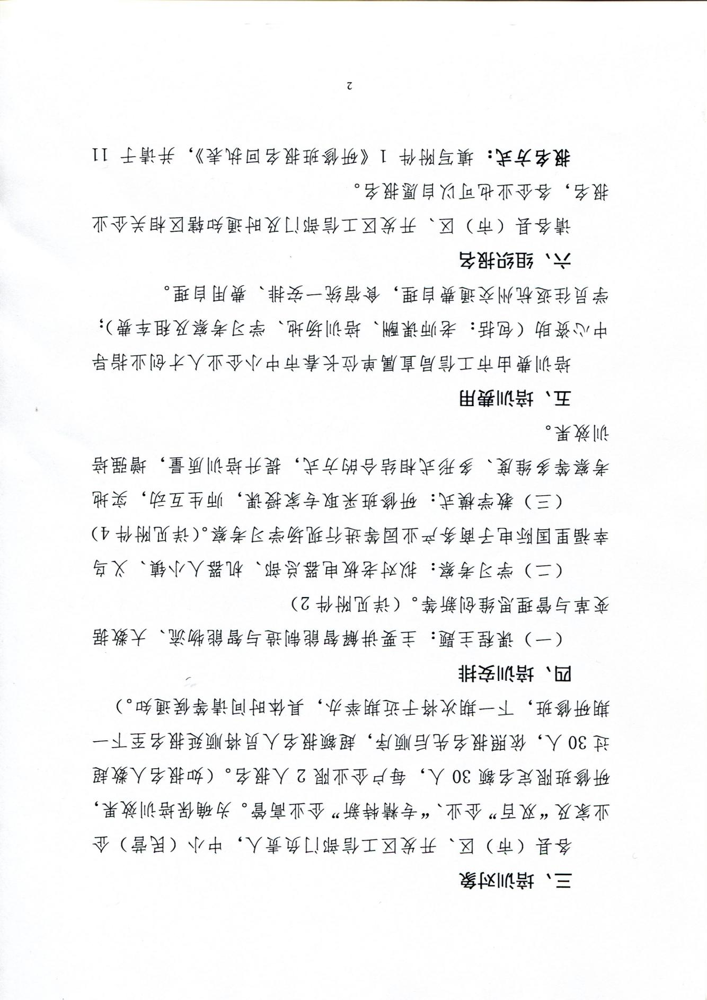 三、培训对象
各县（市）区、开发区工信部门负责人，中小（民营）企
业家及“双百”企业、“专精特新”企业高管。为确保培训效果，
研修班限定名额 30 人，每户企业限 2 人报名。（如报名人数超
过 30 人，依照报名先后顺序，超额报名人员将顺延报名至下一
期研修班，下一期次将于近期举办，具体时间请等候通知。）
四、培训安排
（一）课程主题：主要讲解智能制造与智能物流、大数据
变革与管理思维创新等。（详见附件 2）
（二）学习考察：拟对老板电器总部、机器人小镇、义乌
幸福里国际电子商务产业园等进行现场学习考察。（详见附件 4）
（三）教学模式：研修班采取专家授课，师生互动，实地
考察等多维度、多形式相结合的方式，提升培训质量，增强培
训效果。
五、培训费用
培训费由市工信局直属单位长春市中小企业人才创业指导
中心资助（包括：老师课酬、培训场地、学习考察及租车费）；
学员往返杭州交通费自理，食宿统一安排、费用自理。
六、组织报名
请各县（市）区、开发区工信部门及时通知辖区相关企业
报名，各企业也可以自愿报名。
报名方式：填写附件 1《研修班报名回执表》，并请于 11
2